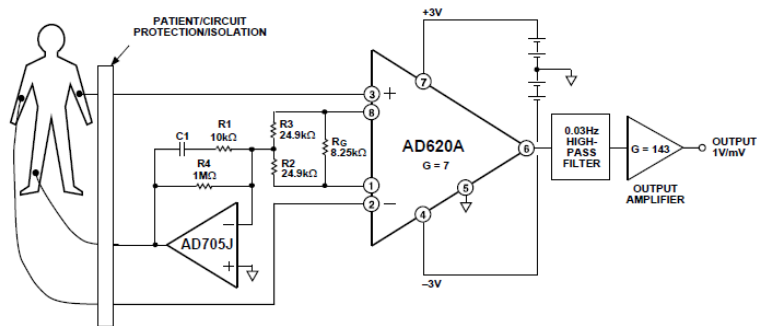 PATIENT/CIRCUIT
PROTECTION/ISOLATION
+3V
7
3
+
8
C1
R1
10kΩ
R3
24.9kΩ
RG
8.25kΩ
AD620A
G = 7
6
0.03Hz
HIGH-
PASS
FILTER
G = 143
OUTPUT
1V/mV
R4
1MΩ
R2
24.9kΩ
1
5
OUTPUT
AMPLIFIER
2
–
4
AD705J
–
+
–3V